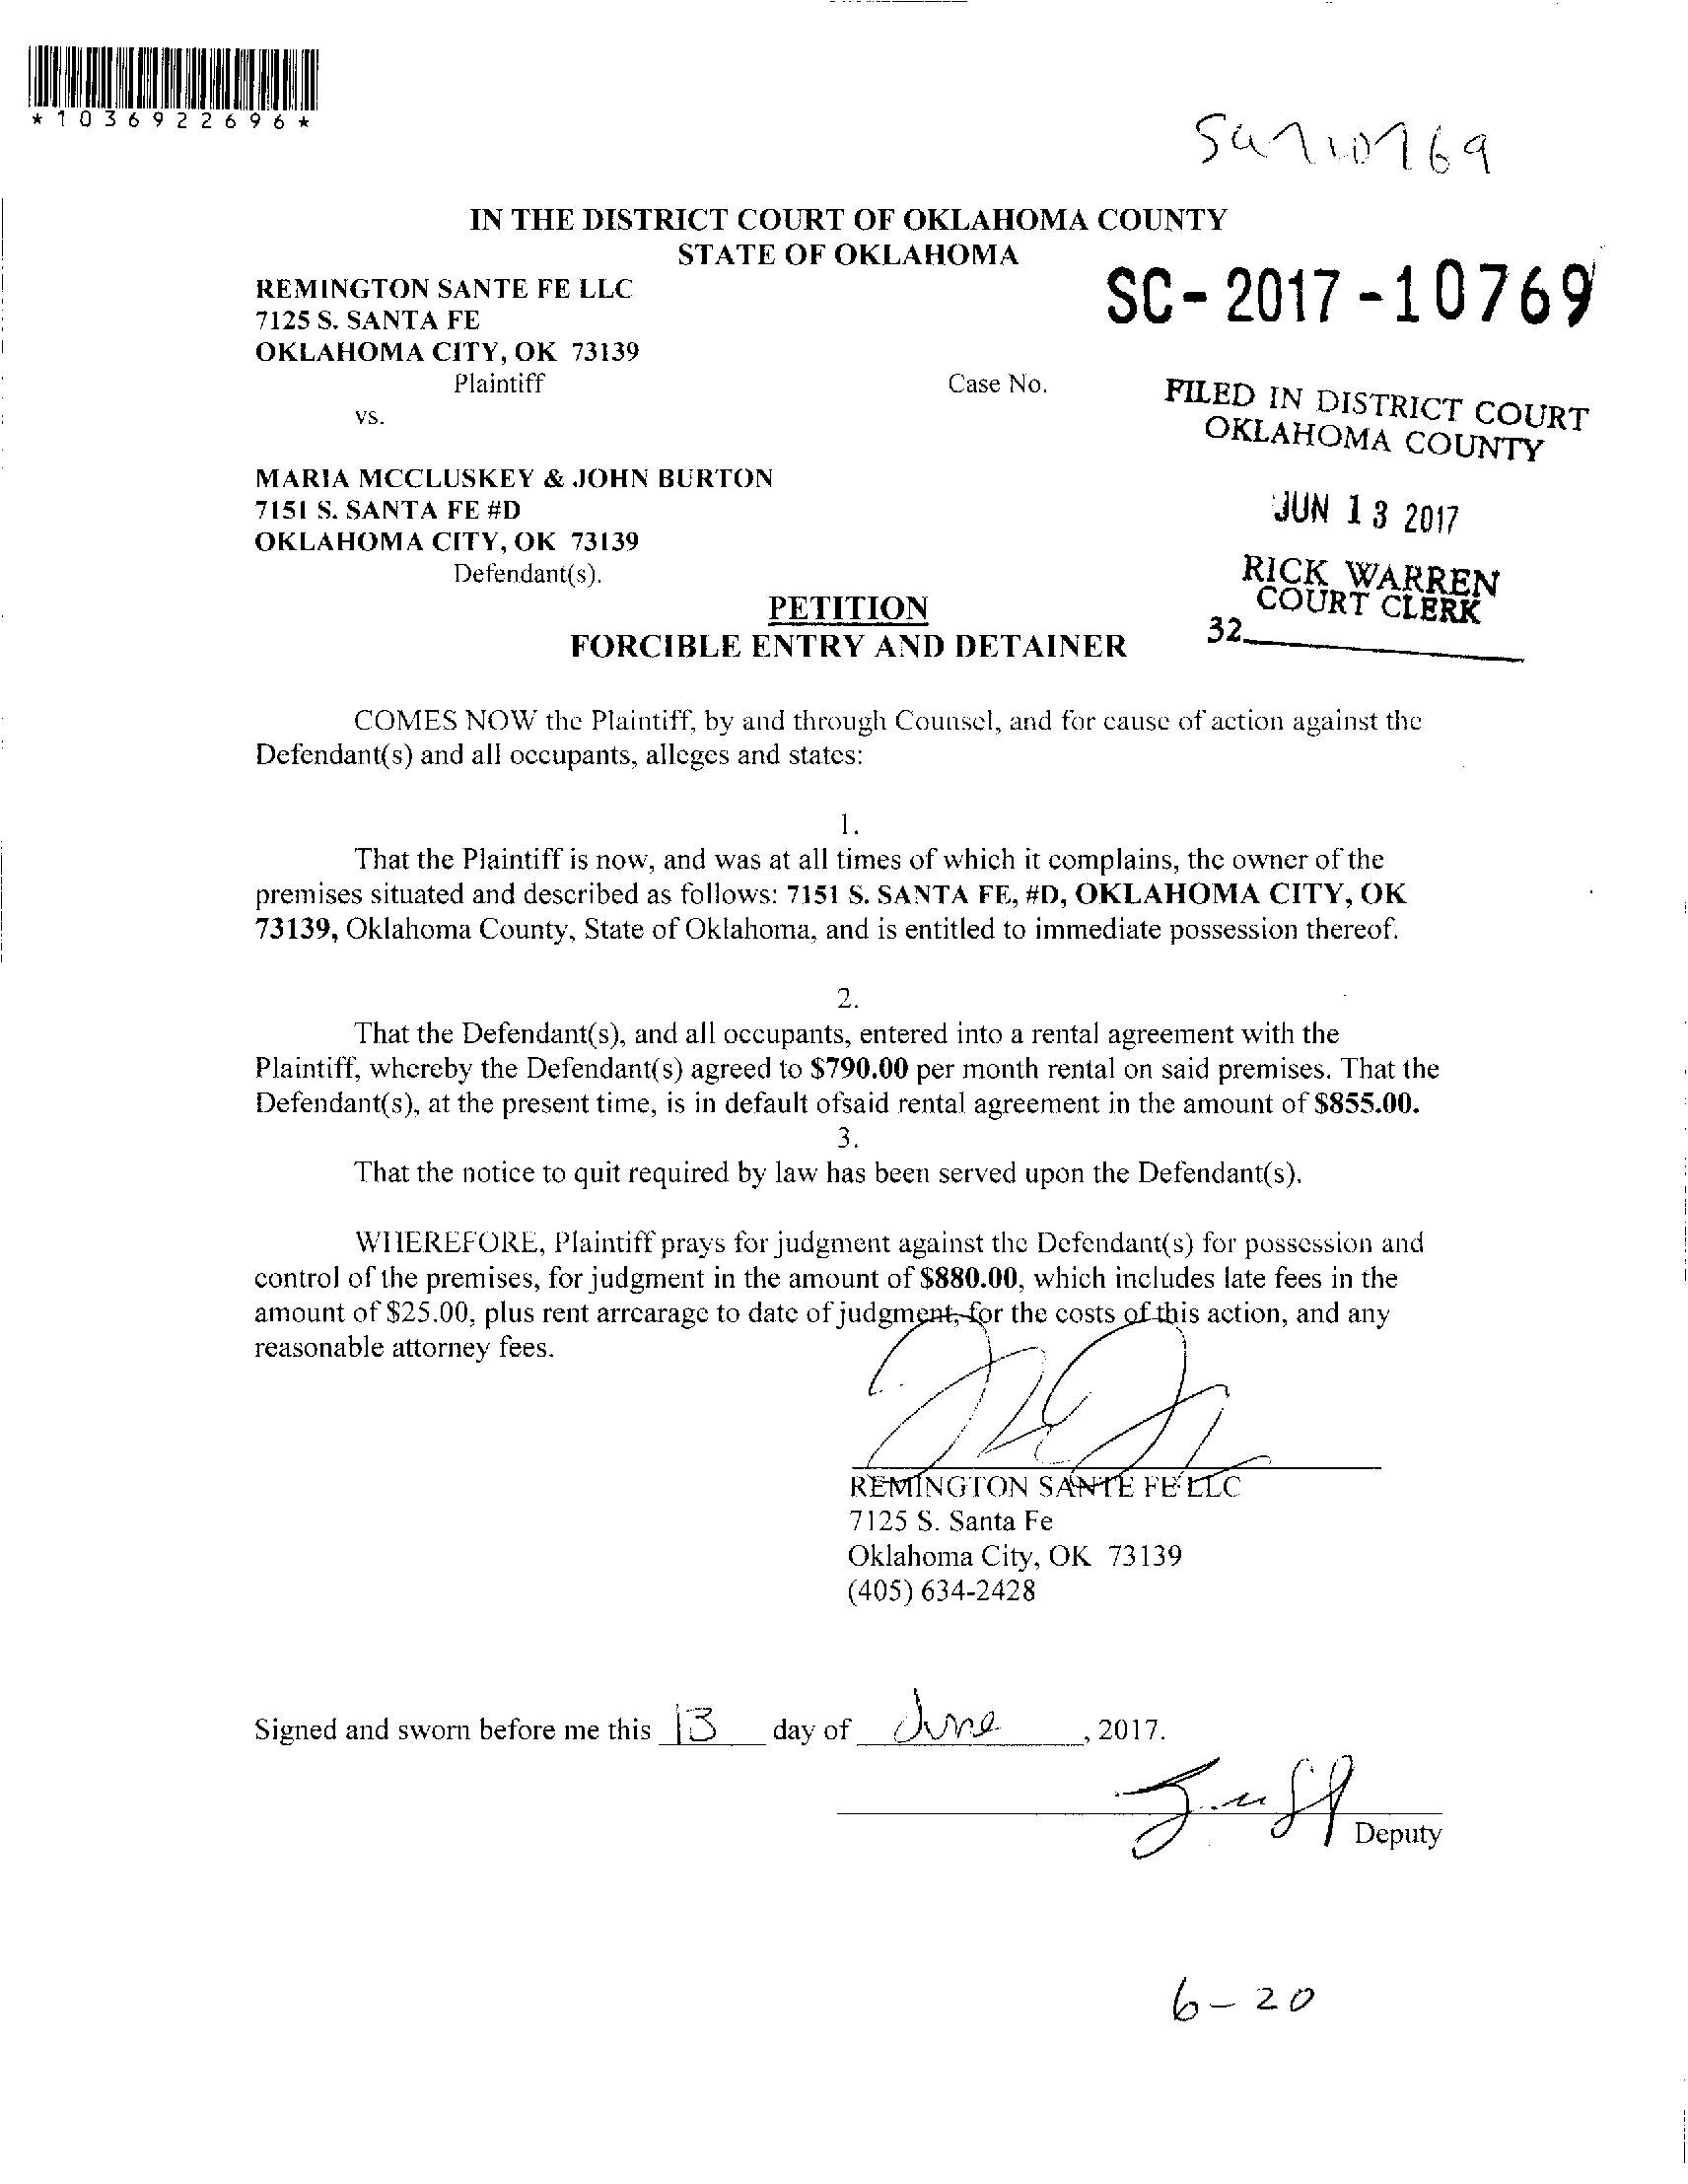 *1036922696*
IN THE DISTRICT COURT OF OKLAHOMA COUNTY
STATE OF OKLAHOMA
REMINGTON SANTE FE LLC
7125 S. SANTA FE
OKLAHOMA CITY, OK 73139
Plaintiff
vs.
Case No.
SC-2017-10769
FILED IN DISTRICT COURT
OKLAHOMA COUNTY
JUN 13 2017
RICK WARREN
COURT CLERK
32
MARIA MCCLUSKEY & JOHN BURTON
7151 S. SANTA FE #D
OKLAHOMA CITY, OK 73139
Defendant(s).
PETITION
FORCIBLE ENTRY AND DETAINER
COMES NOW the Plaintiff, by and through Counsel, and for cause of action against the
Defendant(s) and all occupants, alleges and states:
1.
That the Plaintiff is now, and was at all times of which it complains, the owner of the
premises situated and described as follows: 7151 S. SANTA FE, #D, OKLAHOMA CITY, OK
73139, Oklahoma County, State of Oklahoma, and is entitled to immediate possession thereof.
2.
That the Defendant(s), and all occupants, entered into a rental agreement with the
Plaintiff, whereby the Defendant(s) agreed to $790.00 per month rental on said premises. That the
Defendant(s), at the present time, is in default ofsaid rental agreement in the amount of $855.00.
3.
That the notice to quit required by law has been served upon the Defendant(s).
WHEREFORE, Plaintiff prays for judgment against the Defendant(s) for possession and
control of the premises, for judgment in the amount of $880.00, which includes late fees in the
amount of $25.00, plus rent arrearage to date of judgment, for the costs of this action, and any
reasonable attorney fees.
REMINGTON SANTE FE LLC
7125 S. Santa Fe
Oklahoma City, OK 73139
(405) 634-2428
Signed and sworn before me this 13 day of June, 2017.
Deputy
6-20